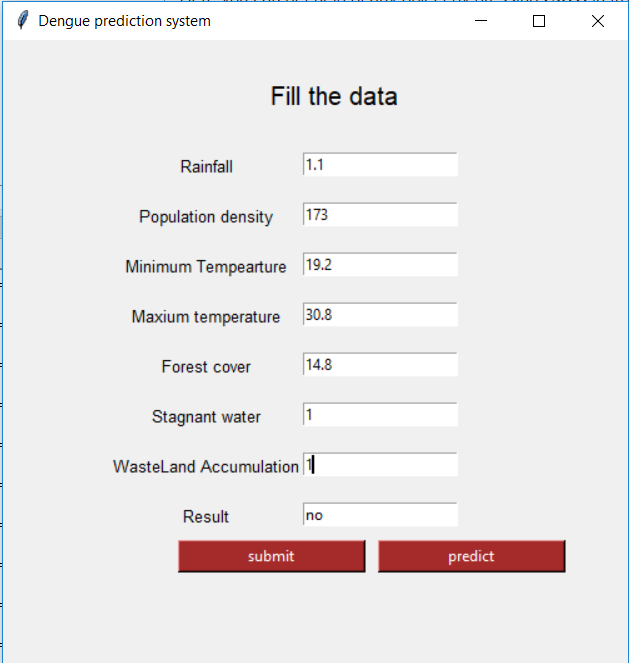 Dengue prediction system
Fill the data
Rainfall 1.1
Population density 173
Minimum Tempearture 19.2
Maxium temperature 30.8
Forest cover 14.8
Stagnant water 1
WasteLand Accumulation 1
Result no
submit predict